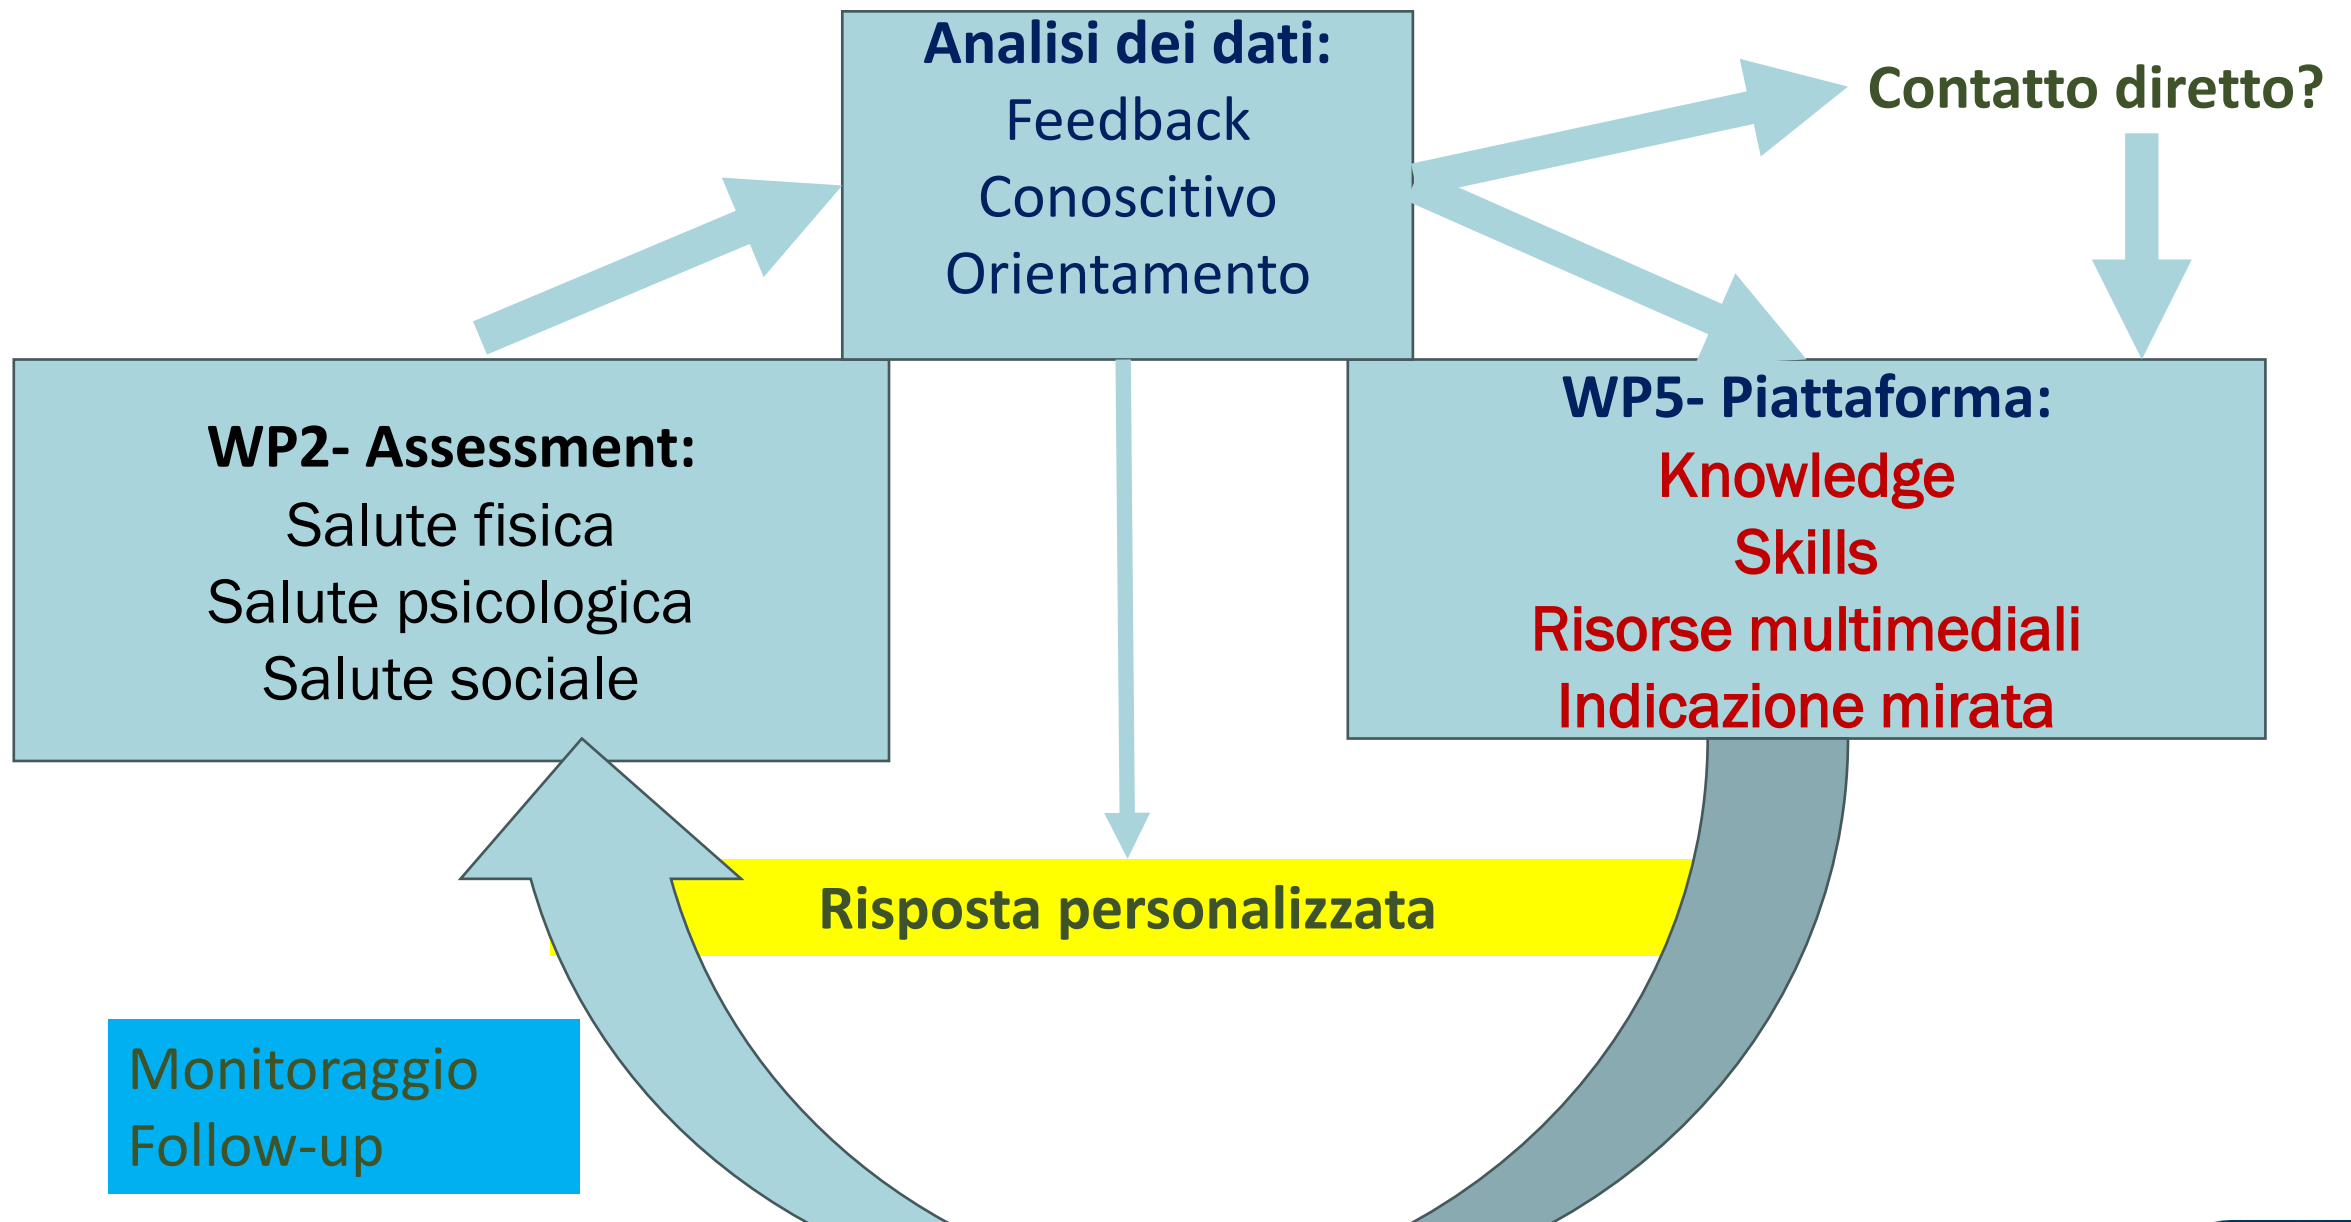 Analisi dei dati:
Feedback
Conoscitivo
Orientamento
Contatto diretto?
WP2- Assessment:
Salute fisica
Salute psicologica
Salute sociale
WP5- Piattaforma:
Knowledge
Skills
Risorse multimediali
Indicazione mirata
Risposta personalizzata
Monitoraggio
Follow-up